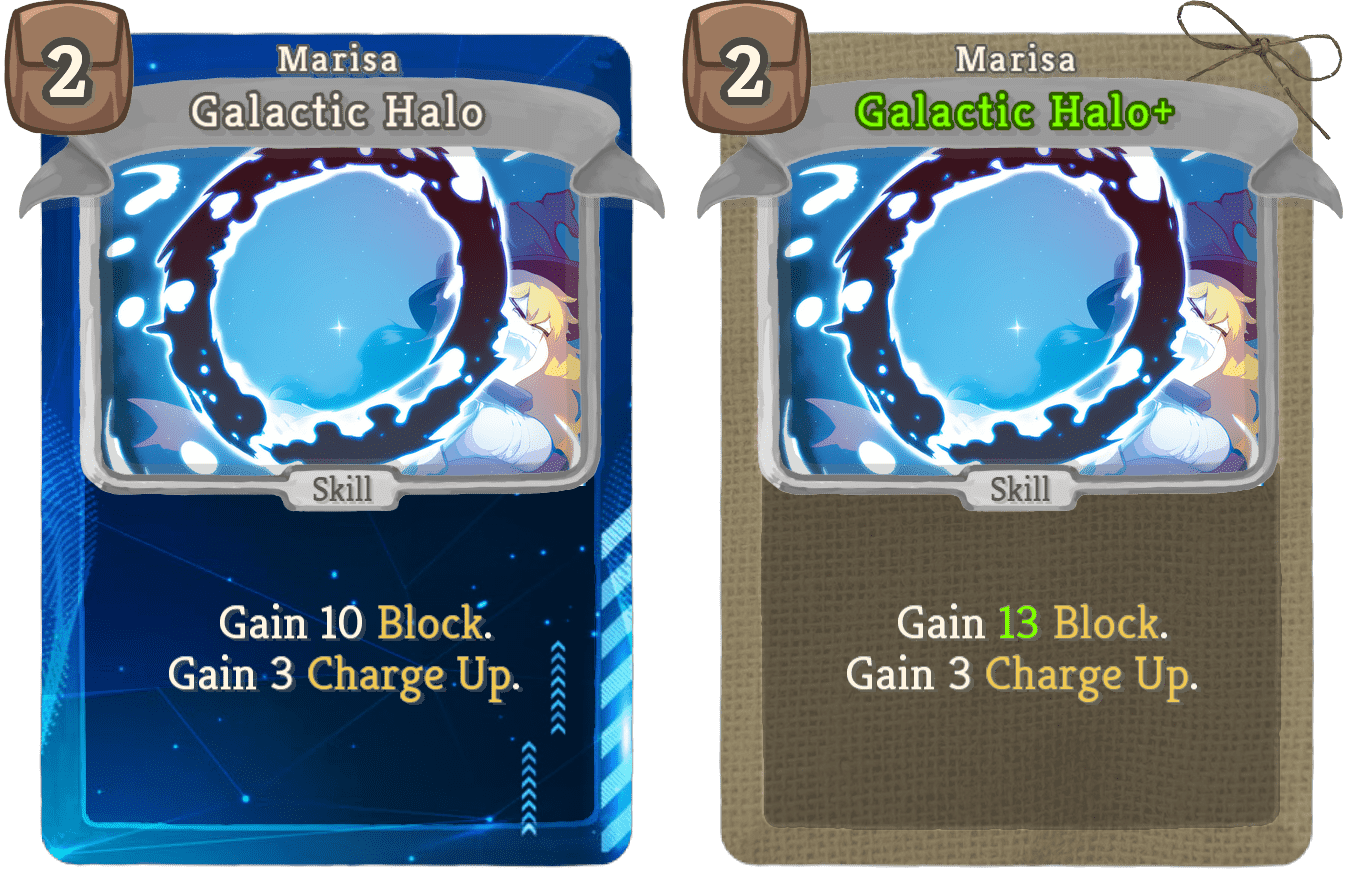 2
Marisa
Galactic Halo
Skill
Gain 10 Block.
Gain 3 Charge Up.
2
Marisa
Galactic Halo+
Skill
Gain 13 Block.
Gain 3 Charge Up.